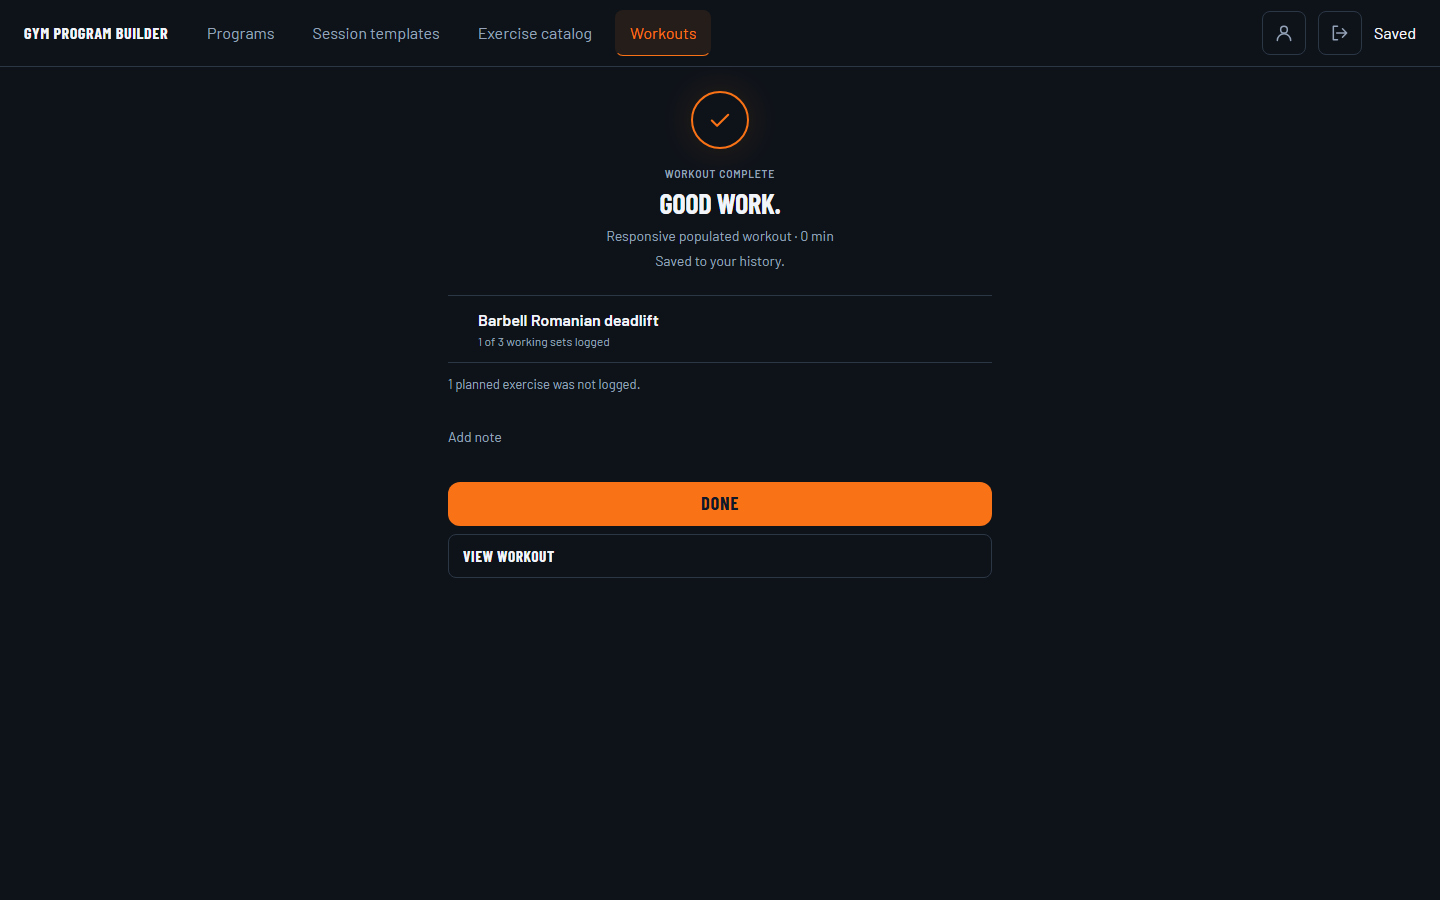 GYM PROGRAM BUILDER Programs Session templates Exercise catalog Workouts Saved
WORKOUT COMPLETE
GOOD WORK.
Responsive populated workout · 0 min
Saved to your history.
Barbell Romanian deadlift
1 of 3 working sets logged
1 planned exercise was not logged.
Add note
DONE
VIEW WORKOUT